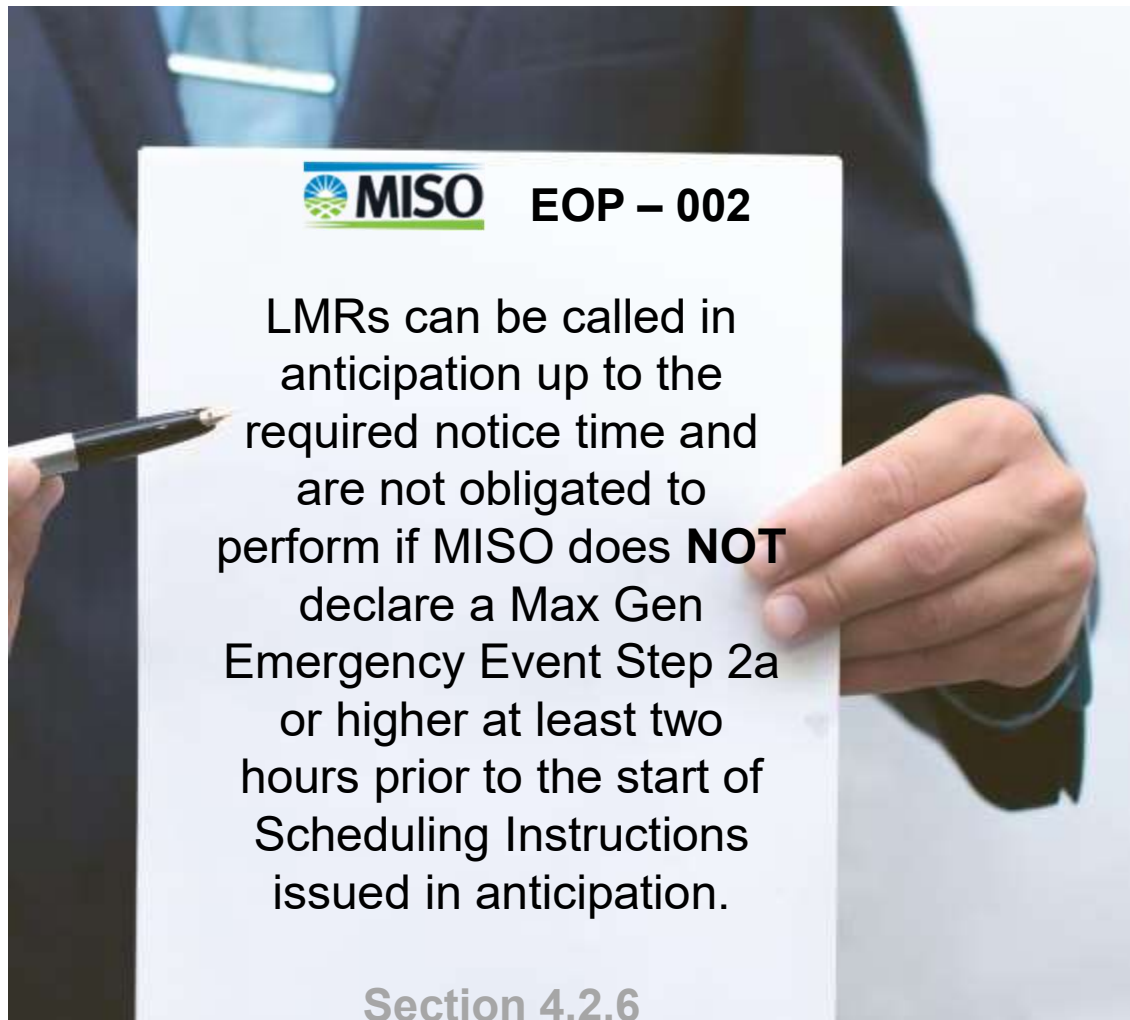 MISO EOP – 002
LMRs can be called in
anticipation up to the
required notice time and
are not obligated to
perform if MISO does NOT
declare a Max Gen
Emergency Event Step 2a
or higher at least two
hours prior to the start of
Scheduling Instructions
issued in anticipation.
Section 4.2.6